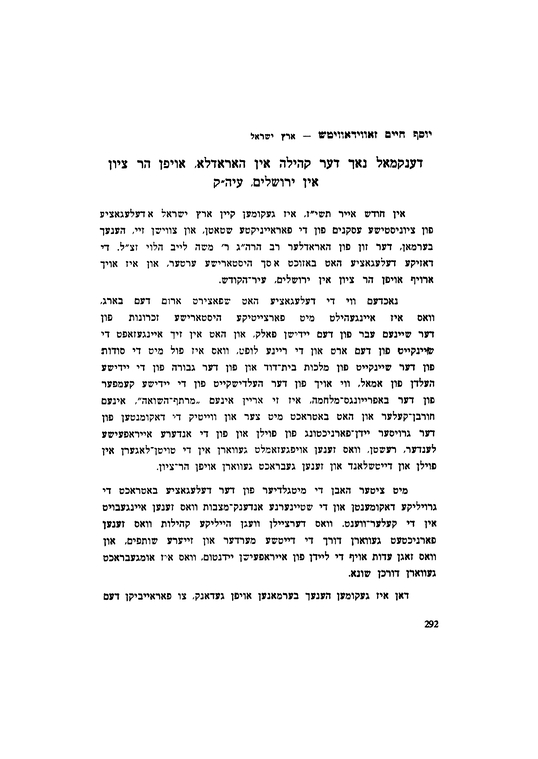 יוסף חיים זאווידאוויטש — ארץ ישראל
דענקמאל נאך דער קהילה אין האראדלא, אויפן הר ציון
אין ירושלים, עיה״ק
אין חודש אייר תשי״ז, איז געקומען קיין ארץ ישראל א דעלעגאציע
פון ציוניסטישע עסקנים פון די פאראייניקטע שטאטן, און צווישן זיי, הענעך
בערמאן, דער זון פון האראדלער רב הרה״ג ר׳ משה לייב הלוי זצ״ל. די
דאזיקע דעלעגאציע האט באזוכט א סך היסטארישע ערטער, און איז אויך
ארויף אויפן הר ציון אין ירושלים, עיר־הקודש.
נאכדעם ווי די דעלעגאציע האט שפאצירט ארום דעם בארג,
וואס איז איינגעהילט מיט פארצייטיקע היסטארישע זכרונות פון
דער שיינעם עבר פון דעם יידישן פאלק, און האט אין זיך איינגעזאפט די
שיינקייט פון דעם ארט און די ריינע לופט, וואס איז פול מיט די סודות
פון דער שיינקייט פון מלכות בית־דוד און פון דער גבורה פון די יידישע
העלדן פון אמאל, ווי אויך פון דער העלדישקייט פון די יידישע קעמפער
פון דער באפרייונגס־מלחמה, איז זי אריין אינעם „מרתף־השואה״, אינעם
חורבן־קעלער און האט באטראכט מיט צער און ווייטיק די דאקומענטן פון
דער גרויסער יידן־פארניכטונג פון פוילן און פון די אנדערע אייראפעישע
לענדער, רעשטן, וואס זענען אויפגעזאמלט געווארן אין די טויטן־לאגערן אין
פוילן און דייטשלאנד און זענען געבראכט געווארן אויפן הר־ציון.
מיט ציטער האבן די מיטגלידער פון דער דעלעגאציע באטראכט די
גרויליקע דאקומענטן און די שטיינערנע אנדענק־מצבות וואס זענען איינגעבויט
אין די קעלער־ווענט, וואס דערציילן וועגן הייליקע קהילות וואס זענען
פארניכטעט געווארן דורך די דייטשע מערדער און זייערע שותפים, און
וואס זאגן עדות אויף די ליידן פון אייראפעישן יידנטום, וואס איז אומגעבראכט
געווארן דורכן שונא.
דאן איז געקומען הענעך בערמאנען אויפן געדאנק, צו פאראייביקן דעם
292